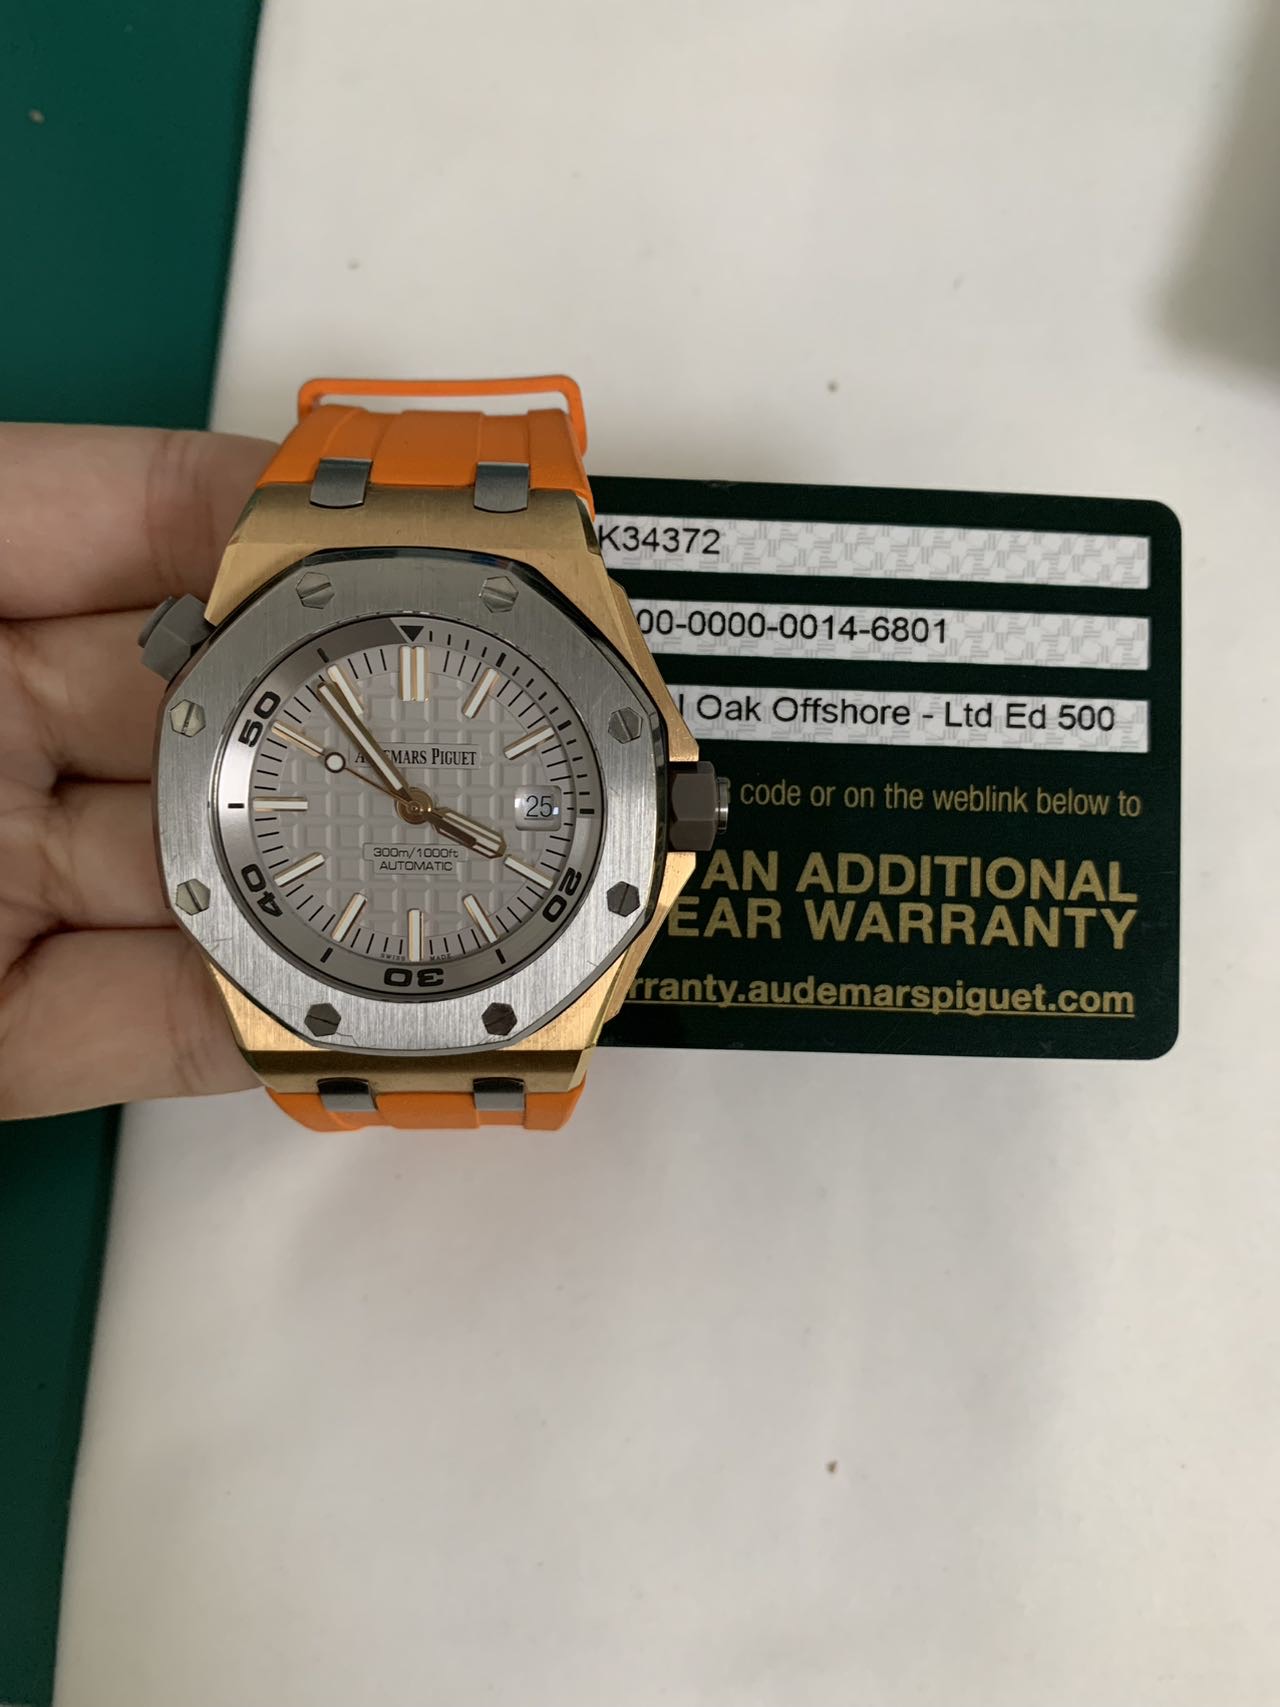 K34372
00-0000-0014-6801
l Oak Offshore - Ltd Ed 500
code or on the weblink below to
AN ADDITIONAL
EAR WARRANTY
rranty.audemarspiguet.com
AUDEMARS PIGUET
300m/1000ft
AUTOMATIC
25
50
40
30
20
SWISS MADE